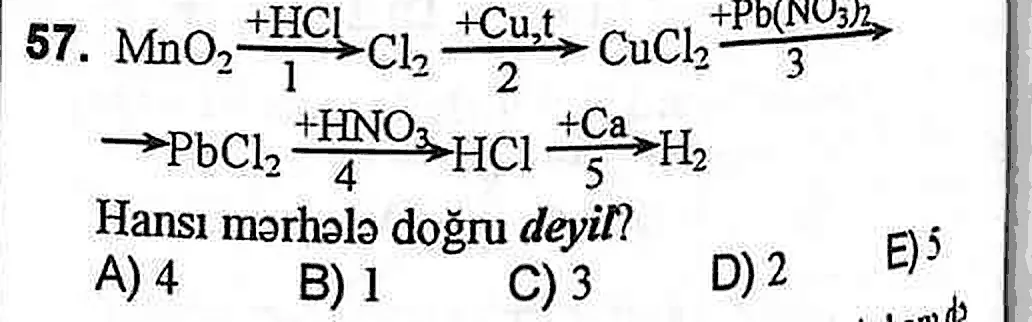 57. MnO₂ +HCl → 1 Cl₂ +Cu,t → 2 CuCl₂ +Pb(NO₃)₂ → 3
→PbCl₂ +HNO₃ → 4 HCl +Ca → 5 H₂
Hansı mərhələ doğru deyil?
A) 4 B) 1 C) 3 D) 2 E) 5